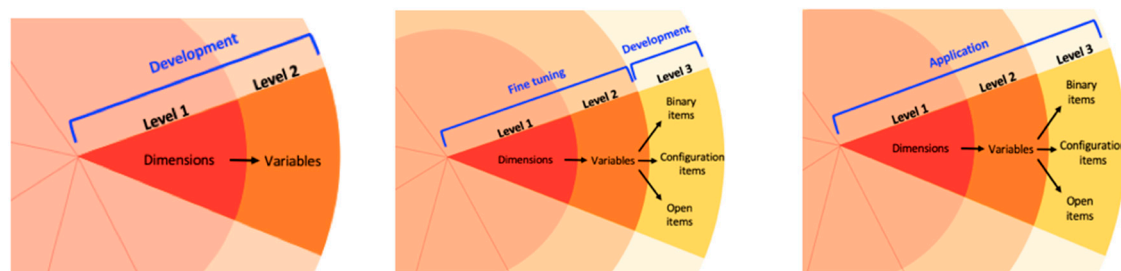 Development
Level 1
Level 2
Dimensions
Variables
Development
Fine tuning
Level 3
Level 2
Level 1
Binary
items
Dimensions
Variables
Configuration
items
Open
items
Application
Level 3
Level 2
Level 1
Binary
items
Dimensions
Variables
Configuration
items
Open
items